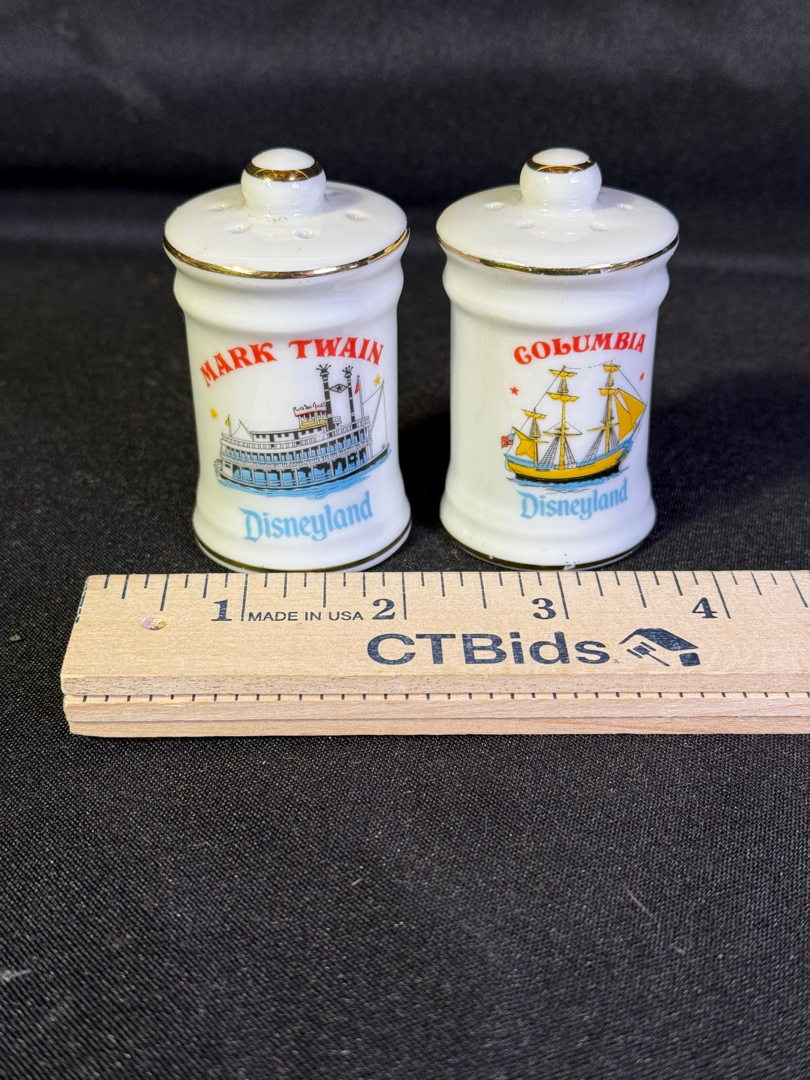 MARK TWAIN
Disneyland
COLUMBIA
Disneyland
1 MADE IN USA 2 3 4
CTBids